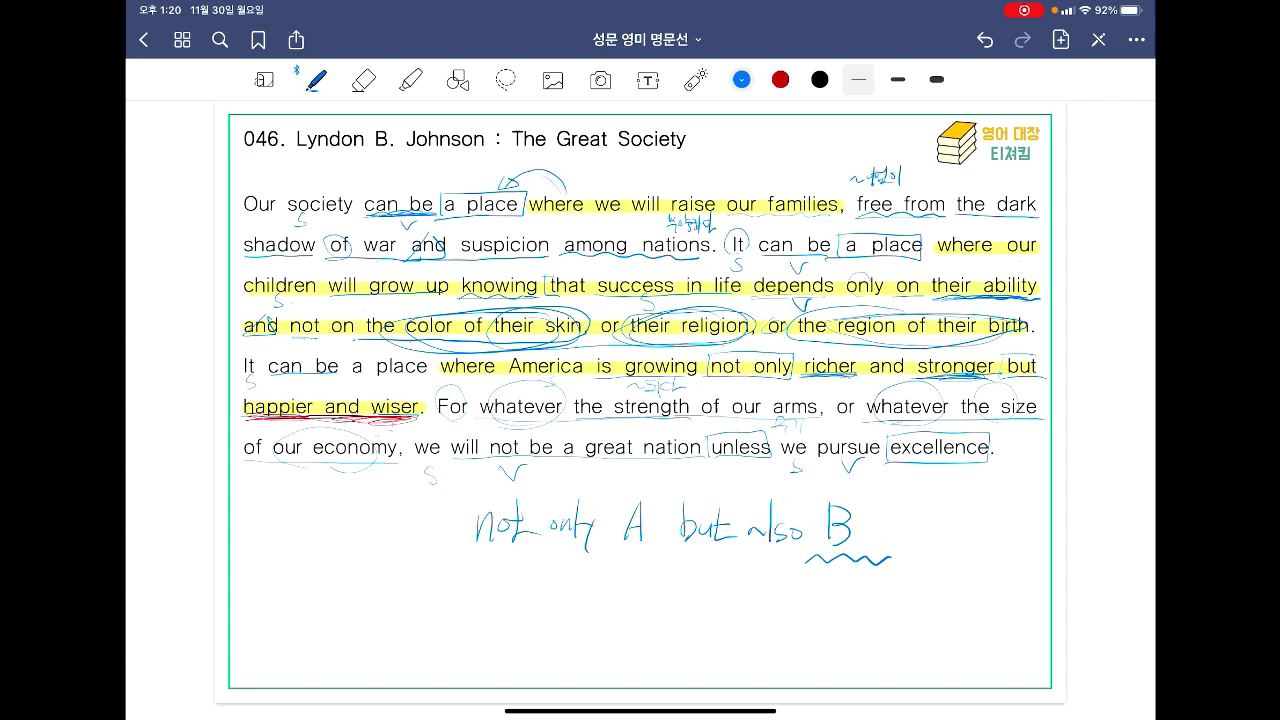 오후 1:20 11월 30일 월요일
92%
성문 영미 명문선
T
046. Lyndon B. Johnson : The Great Society
영어 대장
티쳐킴
~없이
Our society can be a place where we will raise our families, free from the dark
S V 부양하다
shadow of war and suspicion among nations. It can be a place where our
S V
children will grow up knowing that success in life depends only on their ability
S S V
and not on the color of their skin, or their religion, or the region of their birth.
It can be a place where America is growing not only richer and stronger but
S
happier and wiser. For whatever the strength of our arms, or whatever the size
of our economy, we will not be a great nation unless we pursue excellence.
S V S V
not only A but also B